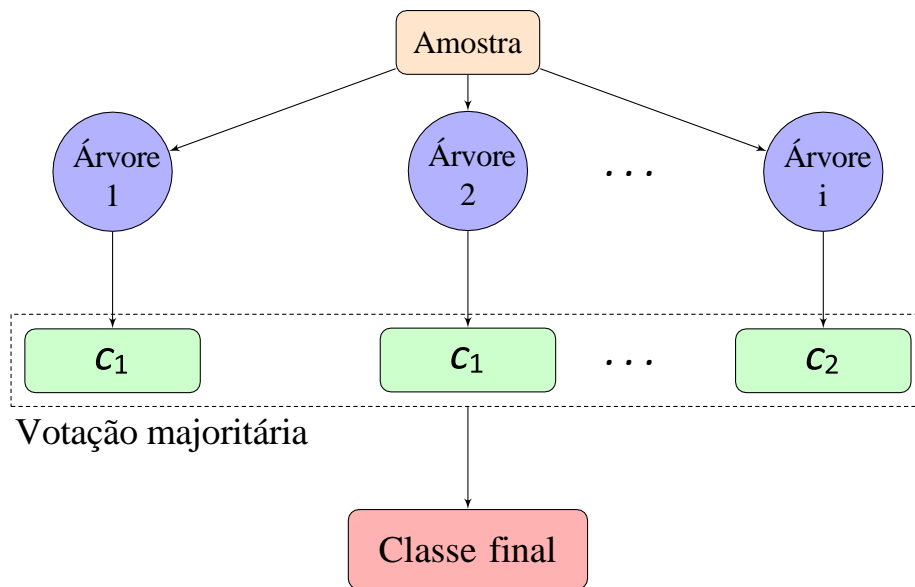 Amostra
Árvore
1
Árvore
2
. . .
Árvore
i
c₁
c₁
. . .
c₂
Votação majoritária
Classe final